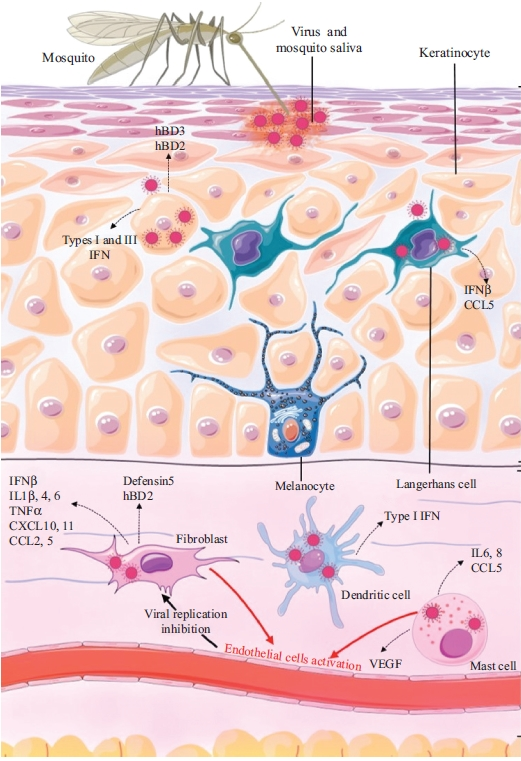 Mosquito
Virus and
mosquito saliva
Keratinocyte
hBD3
hBD2
Types I and III
IFN
IFNβ
CCL5
Melanocyte
Langerhans cell
IFNβ
IL1β, 4, 6
TNFα
CXCL10, 11
CCL2, 5
Defensin5
hBD2
Fibroblast
Type I IFN
Dendritic cell
IL6, 8
CCL5
Viral replication
inhibition
Endothelial cells activation
VEGF
Mast cell